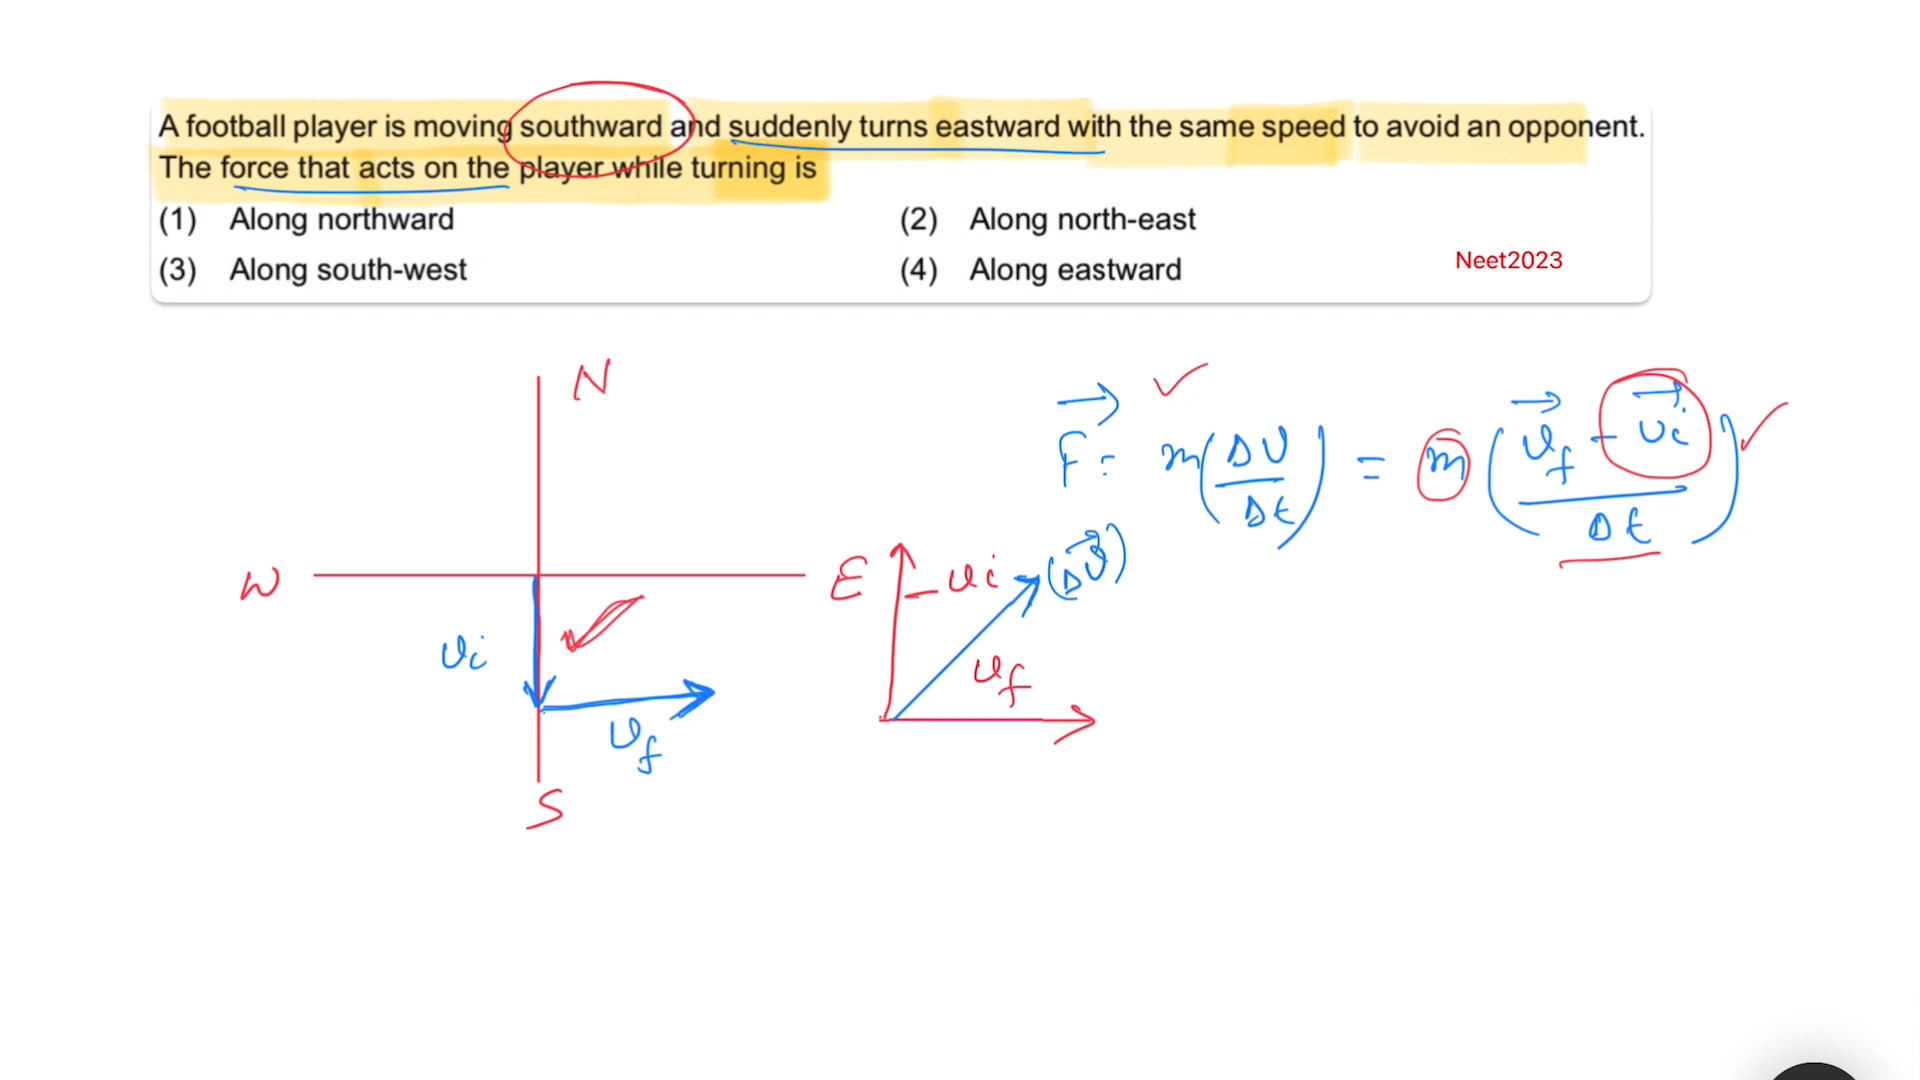 A football player is moving southward and suddenly turns eastward with the same speed to avoid an opponent.
The force that acts on the player while turning is
(1) Along northward
(2) Along north-east
(3) Along south-west
(4) Along eastward
Neet2023
N
W
E
S
vi
vf
F = m(Δv/Δt) = m(vf - vi/Δt)
-vi
(Δv)
vf